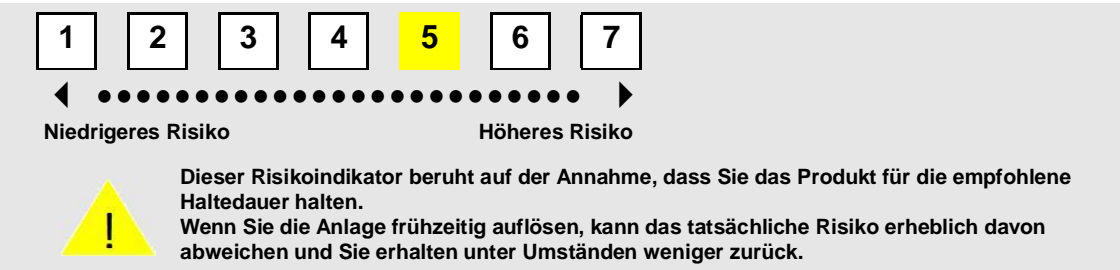 1 2 3 4 5 6 7
Niedrigeres Risiko Höheres Risiko
Dieser Risikoindikator beruht auf der Annahme, dass Sie das Produkt für die empfohlene
Haltedauer halten.
Wenn Sie die Anlage frühzeitig auflösen, kann das tatsächliche Risiko erheblich davon
abweichen und Sie erhalten unter Umständen weniger zurück.
!